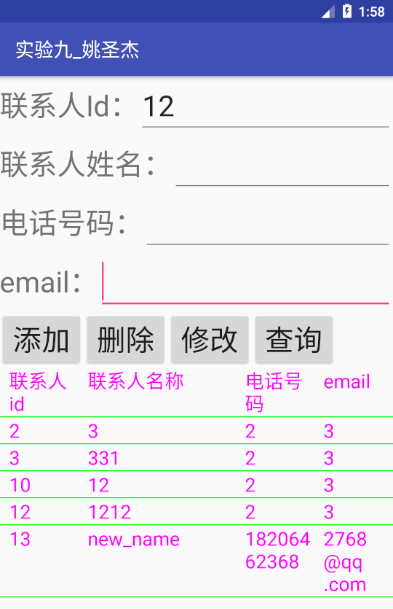 1:58
实验九_姚圣杰
联系人Id： 12
联系人姓名：
电话号码：
email：
添加 删除 修改 查询
联系人id 联系人名称 电话号码 email
2 3 2 3
3 331 2 3
10 12 2 3
12 1212 2 3
13 new_name 18206462368 2768@qq.com